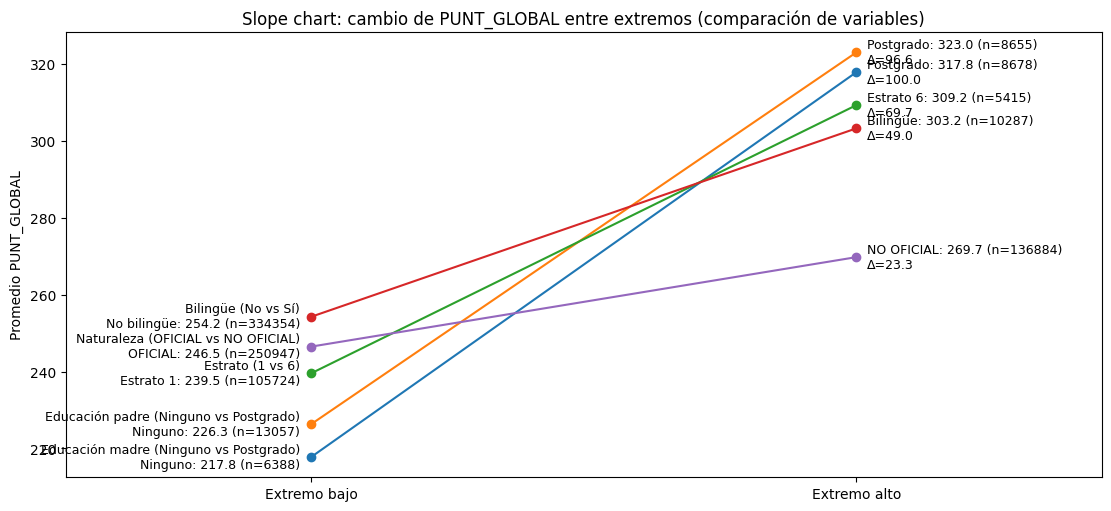 Slope chart: cambio de PUNT_GLOBAL entre extremos (comparación de variables)
Promedio PUNT_GLOBAL
320
300
280
260
240
220
Postgrado: 323.0 (n=8655)
Δ=96.6
Postgrado: 317.8 (n=8678)
Δ=100.0
Estrato 6: 309.2 (n=5415)
Δ=69.7
Bilingüe: 303.2 (n=10287)
Δ=49.0
NO OFICIAL: 269.7 (n=136884)
Δ=23.3
Bilingüe (No vs Sí)
No bilingüe: 254.2 (n=334354)
Naturaleza (OFICIAL vs NO OFICIAL)
OFICIAL: 246.5 (n=250947)
Estrato (1 vs 6)
Estrato 1: 239.5 (n=105724)
Educación padre (Ninguno vs Postgrado)
Ninguno: 226.3 (n=13057)
Educación madre (Ninguno vs Postgrado)
Ninguno: 217.8 (n=6388)
Extremo bajo
Extremo alto